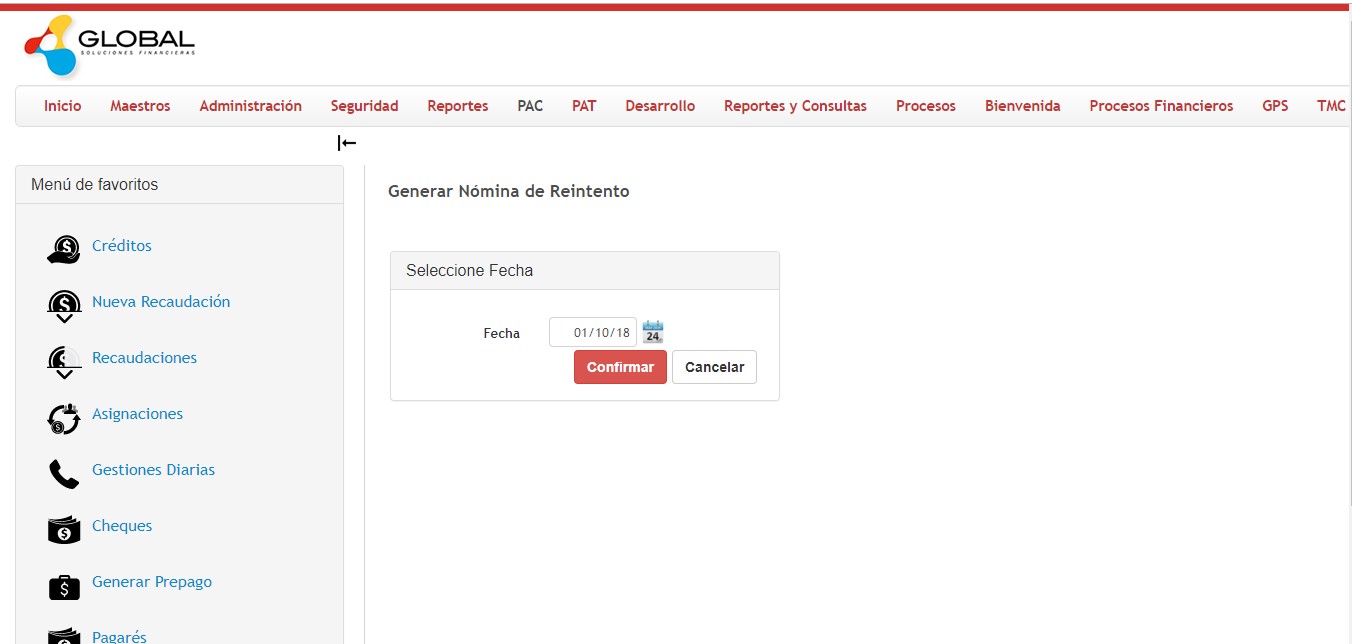 GLOBAL
SOLUCIONES FINANCIERAS
Inicio Maestros Administración Seguridad Reportes PAC PAT Desarrollo Reportes y Consultas Procesos Bienvenida Procesos Financieros GPS TMC
Menú de favoritos
Créditos
Nueva Recaudación
Recaudaciones
Asignaciones
Gestiones Diarias
Cheques
Generar Prepago
Pagarés
Generar Nómina de Reintento
Seleccione Fecha
Fecha 01/10/18 24
Confirmar Cancelar